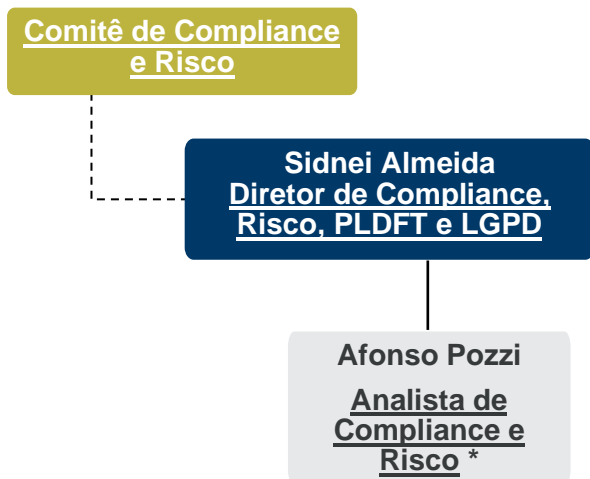 Comitê de Compliance
e Risco
Sidnei Almeida
Diretor de Compliance,
Risco, PLDFT e LGPD
Afonso Pozzi
Analista de
Compliance e
Risco *